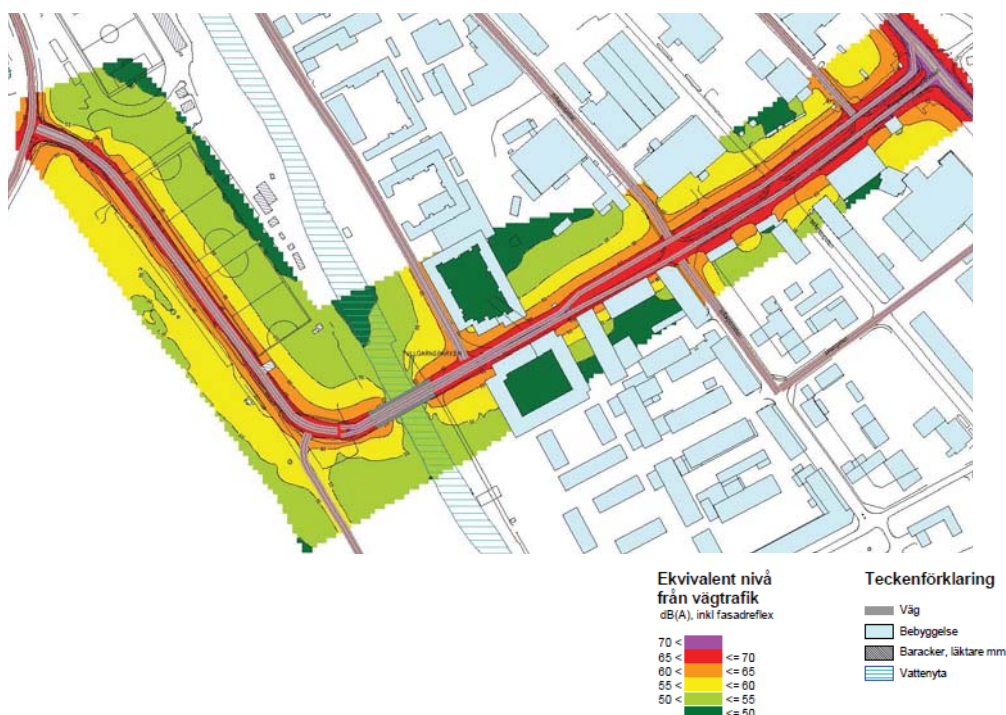 ULLGARNSPARKEN
Ekvivalent nivå
från vägtrafik
dB(A), inkl fasadreflex
70 <
65 < <= 70
60 < <= 65
55 < <= 60
50 < <= 55
<= 50
Teckenförklaring
Väg
Bebyggelse
Baracker, läktare mm
Vattenyta